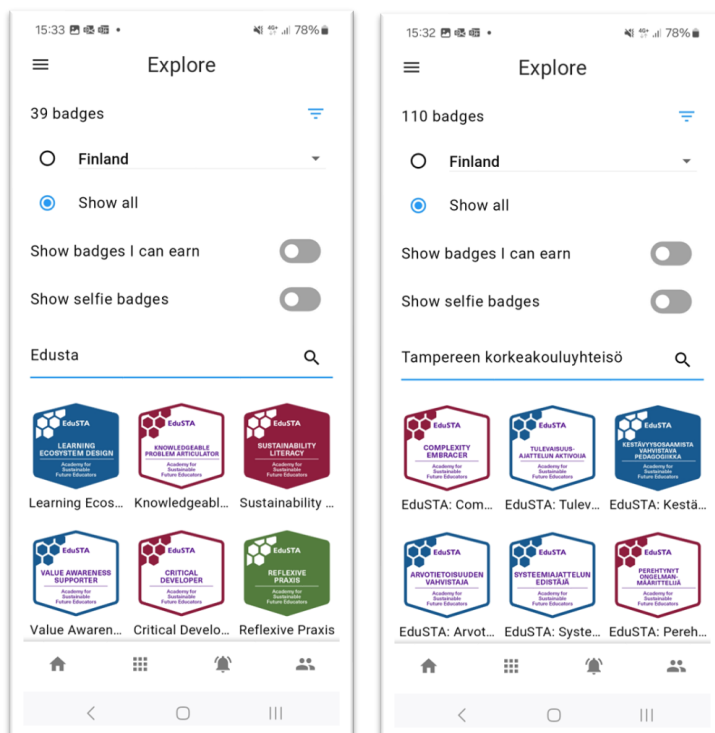 15:33
78%
Explore
39 badges
Finland
Show all
Show badges I can earn
Show selfie badges
Edusta
EduSTA
LEARNING
ECOSYSTEM DESIGN
Academy for
Sustainable
Future Educators
Learning Ecos...
EduSTA
KNOWLEDGEABLE
PROBLEM ARTICULATOR
Academy for
Sustainable
Future Educators
Knowledgeabl...
EduSTA
SUSTAINABILITY
LITERACY
Academy for
Sustainable
Future Educators
Sustainability ...
EduSTA
VALUE AWARENESS
SUPPORTER
Academy for
Sustainable
Future Educators
Value Awaren...
EduSTA
CRITICAL
DEVELOPER
Academy for
Sustainable
Future Educators
Critical Develo...
EduSTA
REFLEXIVE
PRAXIS
Academy for
Sustainable
Future Educators
Reflexive Praxis
15:32
78%
Explore
110 badges
Finland
Show all
Show badges I can earn
Show selfie badges
Tampereen korkeakouluyhteisö
EduSTA
COMPLEXITY
EMBRACER
Academy for
Sustainable
Future Educators
EduSTA: Com...
EduSTA
TULEVAISUUS-
AJATTELUN AKTIVOIJA
Academy for
Sustainable
Future Educators
EduSTA: Tulev...
EduSTA
KESTÄVYYSOSAAMISTA
VAHVISTAVA
PEDAGOGIIKKA
Academy for
Sustainable
Future Educators
EduSTA: Kestä...
EduSTA
ARVOTIETOISUUDEN
VAHVISTAJA
Academy for
Sustainable
Future Educators
EduSTA: Arvot...
EduSTA
SYSTEEMIAJATTELUN
EDISTÄJÄ
Academy for
Sustainable
Future Educators
EduSTA: Syste...
EduSTA
PEREHTYNYT
ONGELMAN-
MÄÄRITTELIJÄ
Academy for
Sustainable
Future Educators
EduSTA: Pereh...